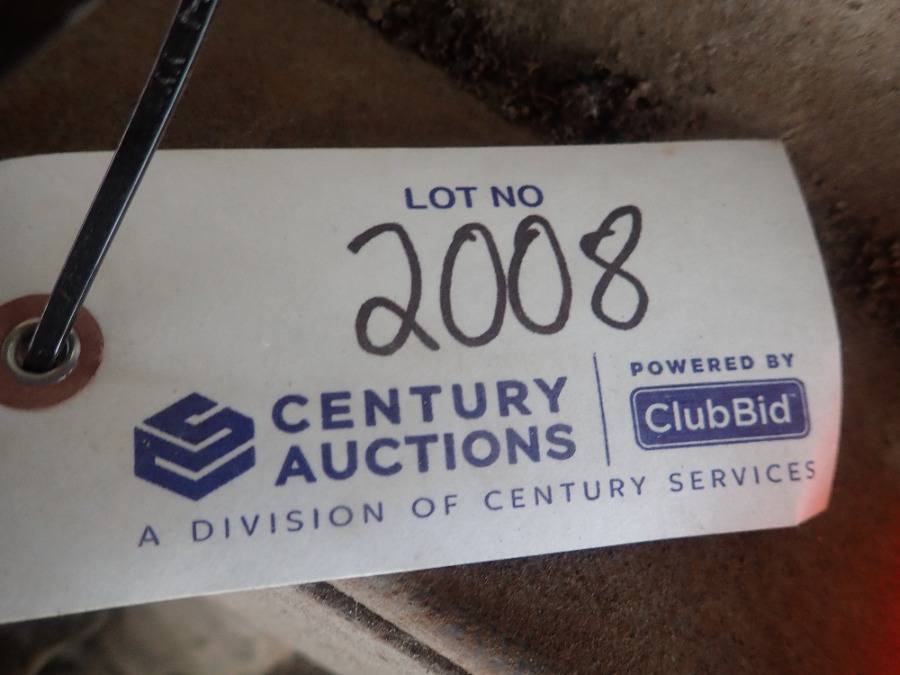 LOT NO
2008
CENTURY
AUCTIONS
POWERED BY
ClubBid
A DIVISION OF CENTURY SERVICES